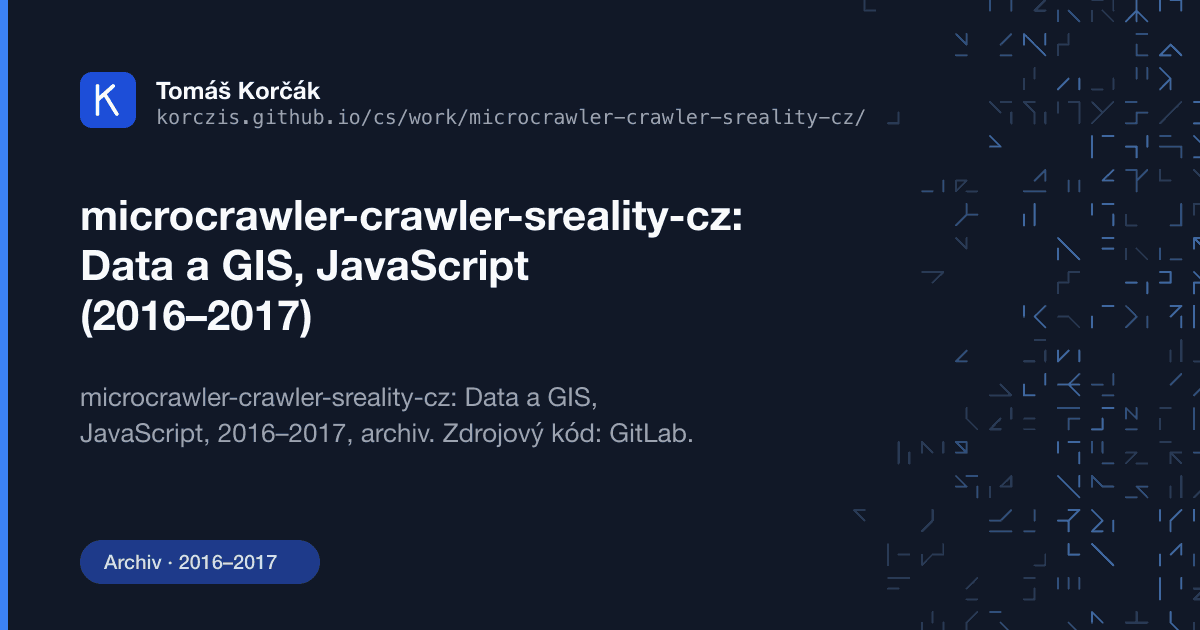 K
Tomáš Korčák
korczis.github.io/cs/work/microcrawler-crawler-sreality-cz/
microcrawler-crawler-sreality-cz:
Data a GIS, JavaScript
(2016–2017)
microcrawler-crawler-sreality-cz: Data a GIS,
JavaScript, 2016–2017, archiv. Zdrojový kód: GitLab.
Archiv · 2016–2017